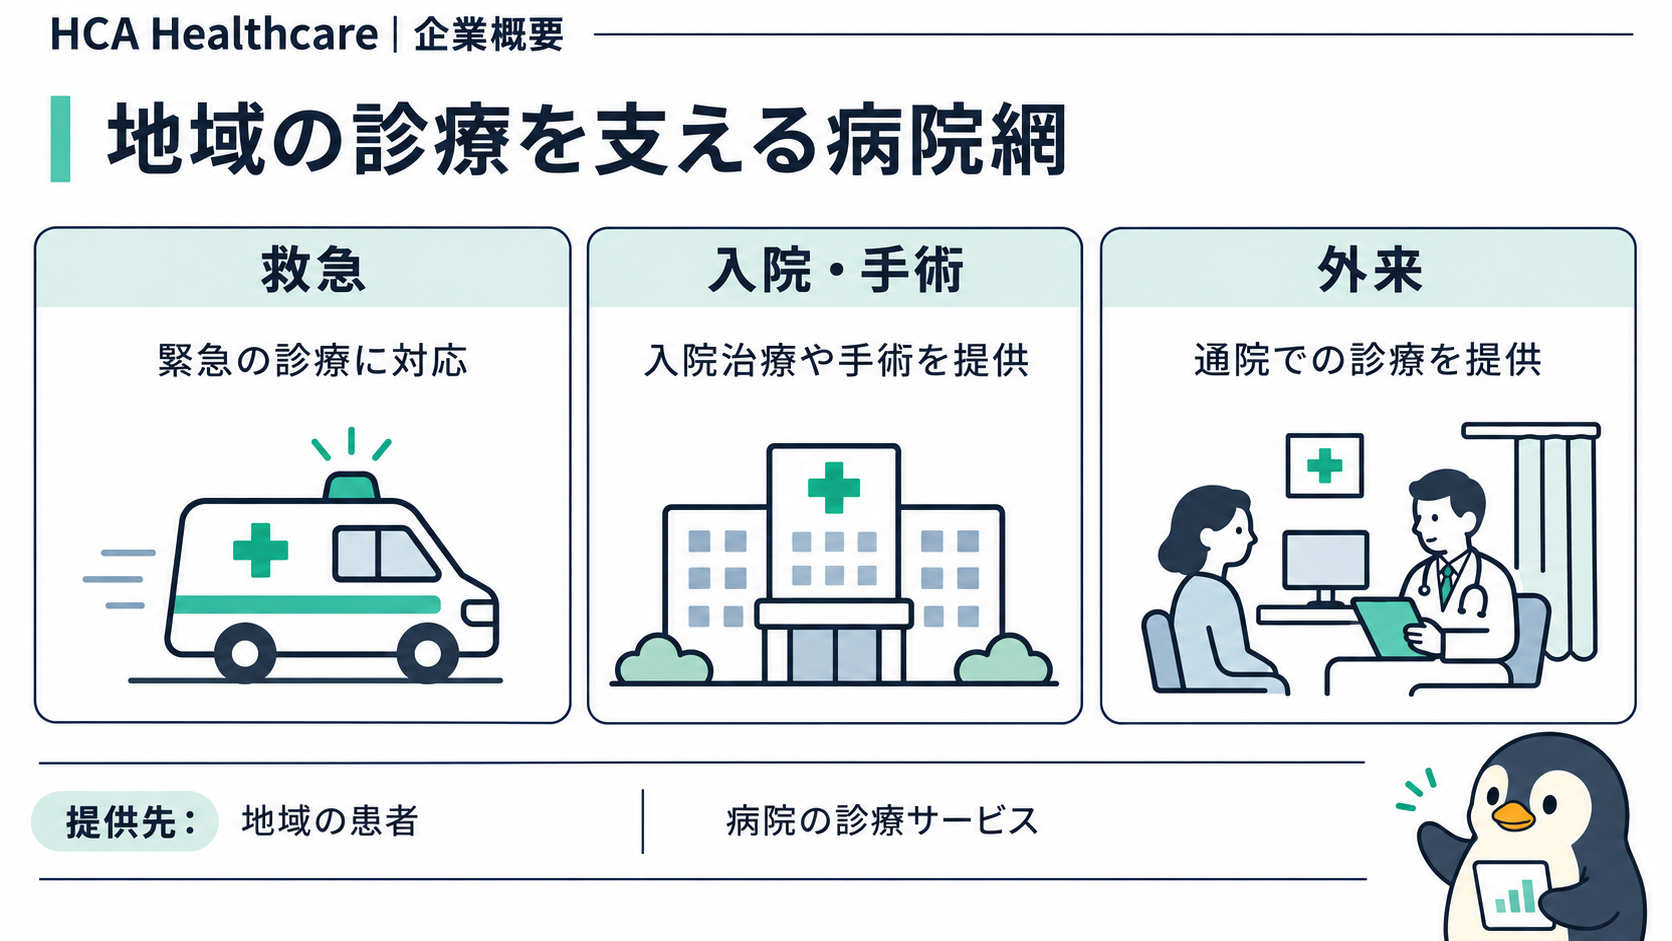 HCA Healthcare | 企業概要
地域の診療を支える病院網
救急
緊急の診療に対応
入院・手術
入院治療や手術を提供
外来
通院での診療を提供
提供先： 地域の患者
病院の診療サービス